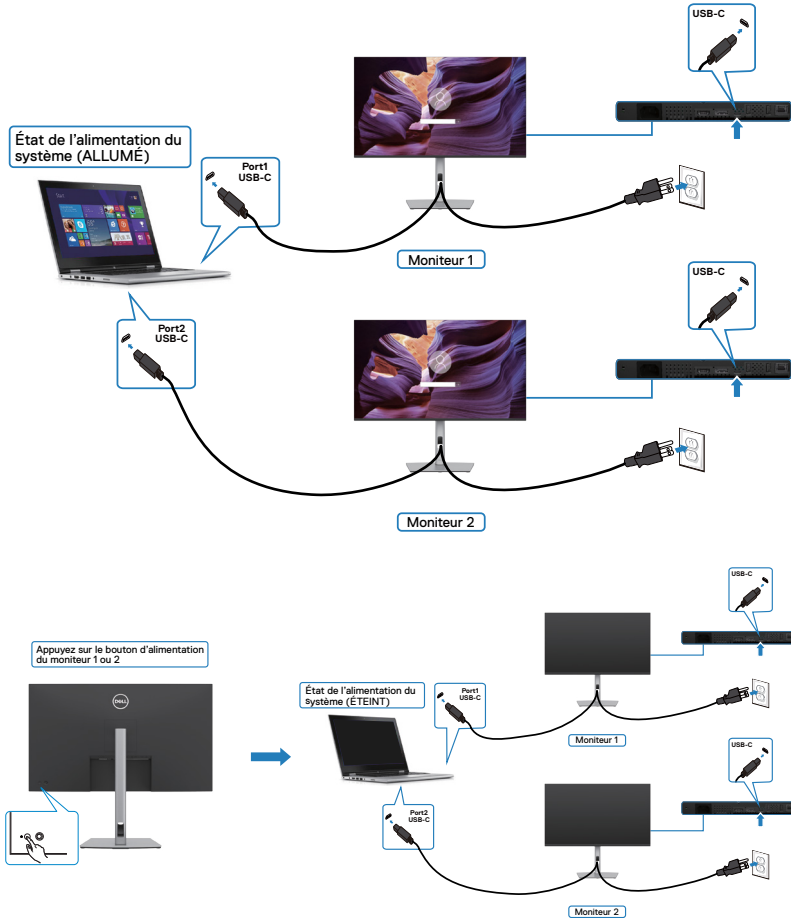 USB-C
État de l'alimentation du
système (ALLUMÉ)
Port1
USB-C
Moniteur 1
USB-C
Port2
USB-C
Moniteur 2
USB-C
Appuyez sur le bouton d'alimentation
du moniteur 1 ou 2
DELL
État de l'alimentation du
système (ÉTEINT)
Port1
USB-C
Moniteur 1
USB-C
Port2
USB-C
Moniteur 2